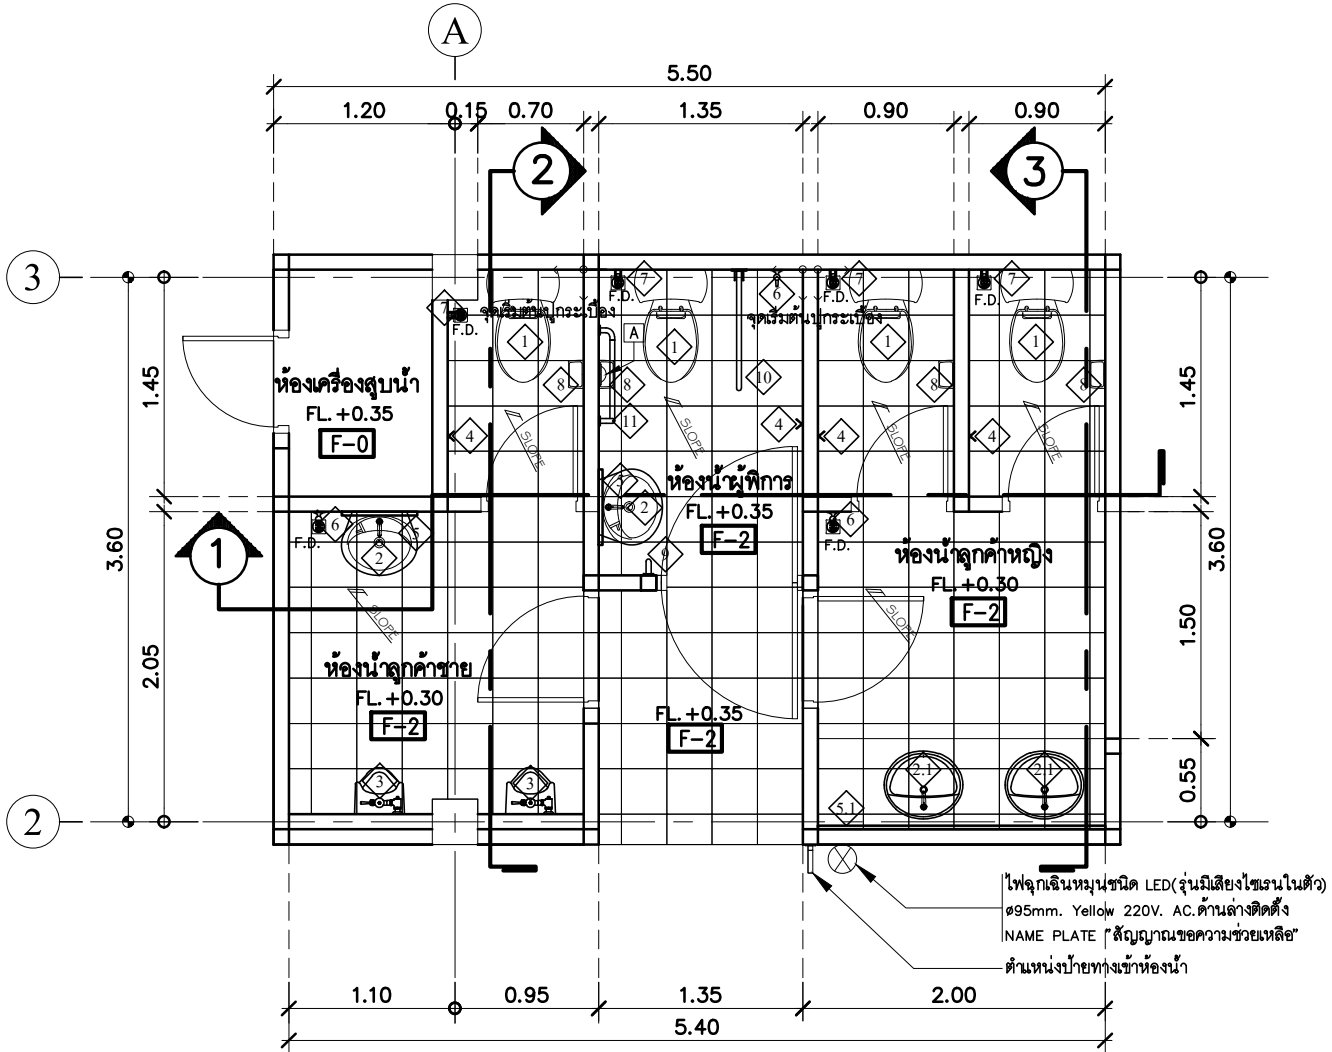 A
5.50
1.20 0.15 0.70 1.35 0.90 0.90
2 3
3
7 7 6 7 7
F.D. F.D. F.D. F.D.
จุดเริ่มต้นปูกระเบื้อง จุดเริ่มต้นปูกระเบื้อง
A
1 1 1 1
8 8 10 8 8
ห้องเครื่องสูบน้ำ
FL.+0.35
F-0
11
4 4 4 4
SLOPE SLOPE SLOPE SLOPE
1.45 1.45
5
ห้องน้ำผู้พิการ
2
FL.+0.35
F-2
6 5 6
F.D. F.D.
2
9
1
3.60 3.60
ห้องน้ำลูกค้าหญิง
FL.+0.30
F-2
SLOPE SLOPE
1.50
2.05
ห้องน้ำลูกค้าชาย
FL.+0.30
F-2
FL.+0.35
F-2
3 3 2.1 2.1
5.1
0.55
2
ไฟฉุกเฉินหมุนชนิด LED(รุ่นมีเสียงไซเรนในตัว)
ø95mm. Yellow 220V. AC.ด้านล่างติดตั้ง
NAME PLATE "สัญญาณขอความช่วยเหลือ"
ตำแหน่งป้ายทางเข้าห้องน้ำ
1.10 0.95 1.35 2.00
5.40